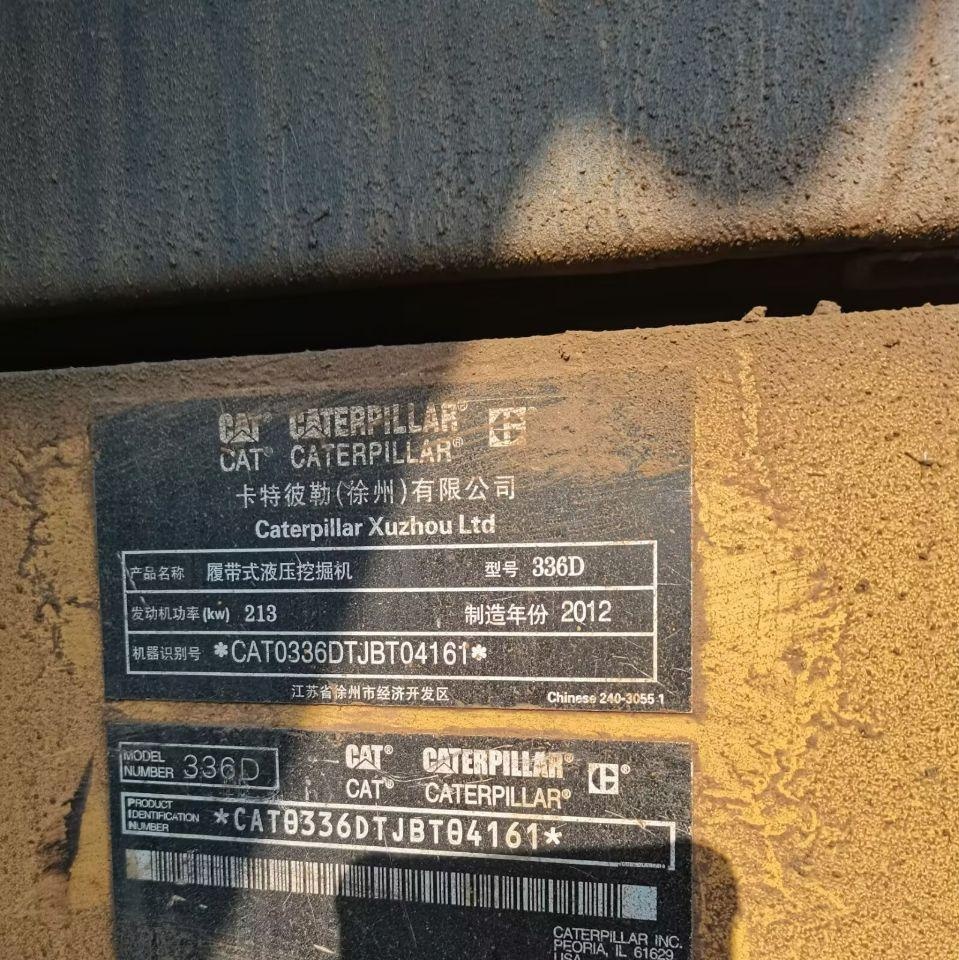 CAT® CATERPILLAR®
CAT® CATERPILLAR®
卡特彼勒(徐州)有限公司
Caterpillar Xuzhou Ltd
产品名称 履带式液压挖掘机 型号 336D
发动机功率(kw) 213 制造年份 2012
机器识别号 *CAT0336DTJBT04161*
江苏省徐州市经济开发区 Chinese 240-3055-1
MODEL NUMBER 336D CAT® CATERPILLAR®
CAT® CATERPILLAR®
PRODUCT
IDENTIFICATION
NUMBER
*CAT0336DTJBT04161*
CATERPILLAR INC.
PEORIA, IL 61629
USA